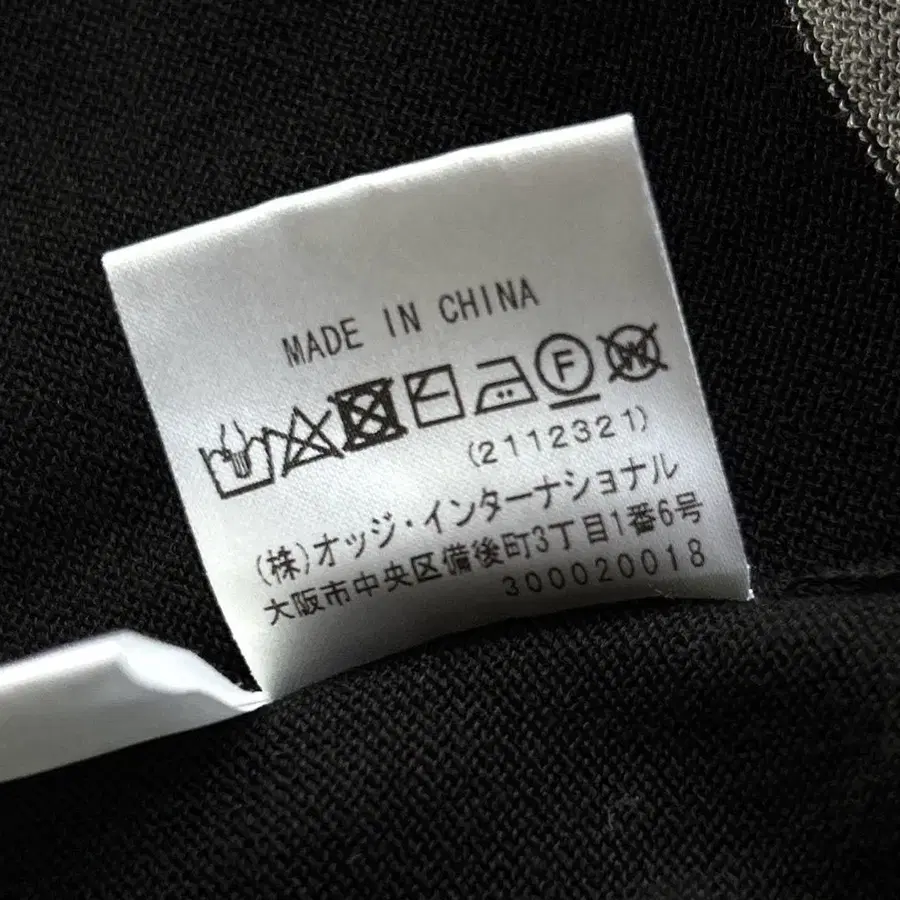 MADE IN CHINA
F W
(2112321)
(株)オッジ・インターナショナル
大阪市中央区備後町3丁目1番6号
300020018